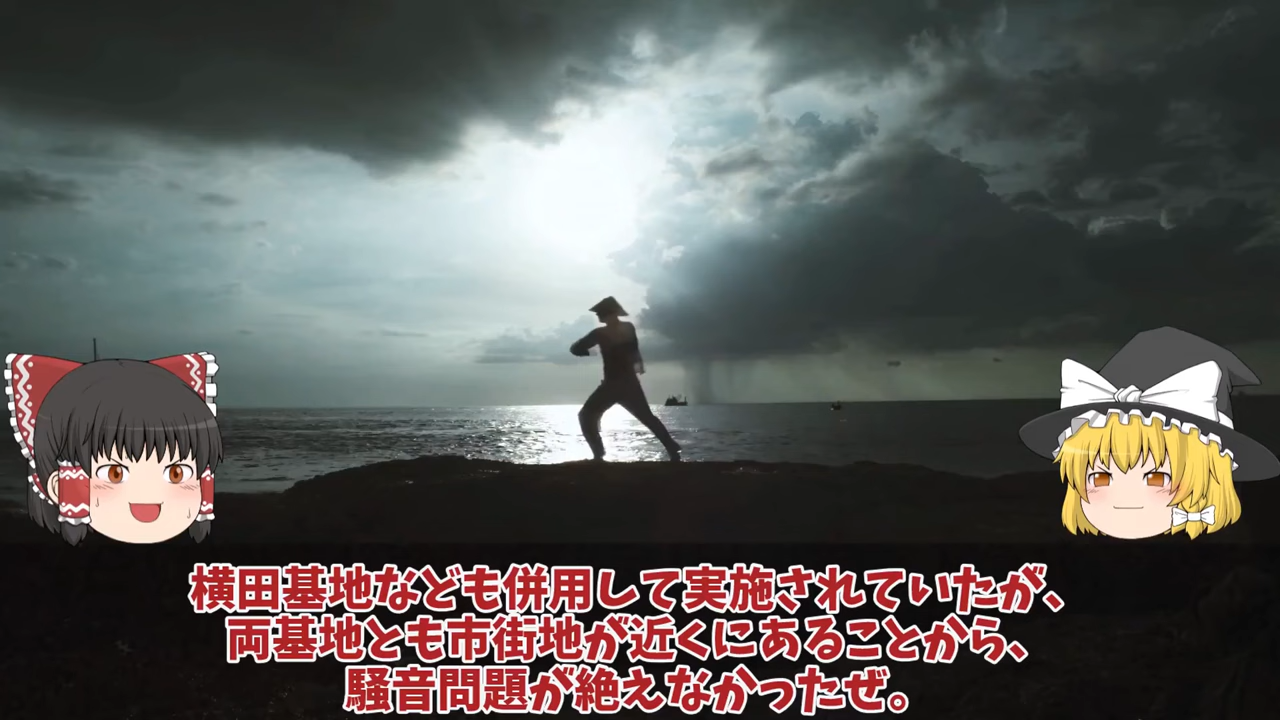 横田基地なども併用して実施されていたが、
両基地とも市街地が近くにあることから、
騒音問題が絶えなかったぜ。